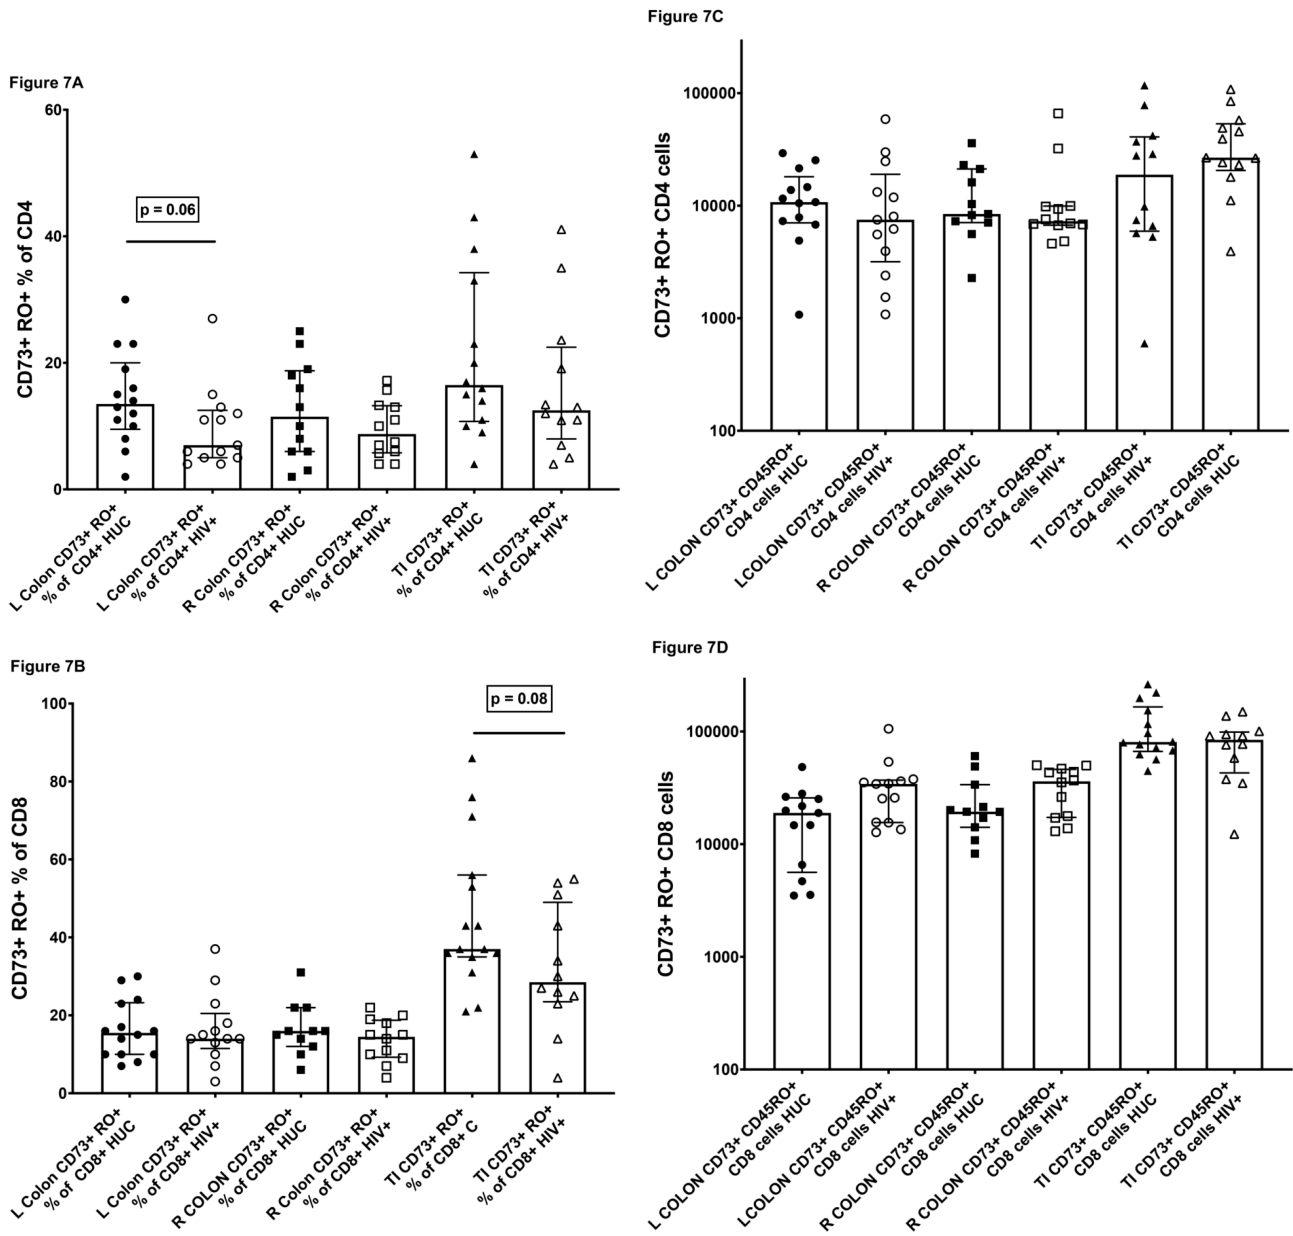 Figure 7A
CD73+ RO+ % of CD4
60
40
20
0
p = 0.06
L Colon CD73+ RO+
% of CD4+ HUC
L Colon CD73+ RO+
% of CD4+ HIV+
R Colon CD73+ RO+
% of CD4+ HUC
R Colon CD73+ RO+
% of CD4+ HIV+
TI CD73+ RO+
% of CD4+ HUC
TI CD73+ RO+
% of CD4+ HIV+
Figure 7C
CD73+ RO+ CD4 cells
100000
10000
1000
100
L COLON CD73+ CD45RO+
CD4 cells HUC
LCOLON CD73+ CD45RO+
CD4 cells HIV+
R COLON CD73+ CD45RO+
CD4 cells HUC
R COLON CD73+ CD45RO+
CD4 cells HIV+
TI CD73+ CD45RO+
CD4 cells HIV+
TI CD73+ CD45RO+
CD4 cells HUC
Figure 7B
CD73+ RO+ % of CD8
100
80
60
40
20
0
p = 0.08
L Colon CD73+ RO+
% of CD8+ HUC
L Colon CD73+ RO+
% of CD8+ HIV+
R COLON CD73+ RO+
% of CD8+ HUC
R Colon CD73+ RO+
% of CD8+ HIV+
TI CD73+ RO+
% of CD8+ C
TI CD73+ RO+
% of CD8+ HIV+
Figure 7D
CD73+ RO+ CD8 cells
100000
10000
1000
100
L COLON CD73+ CD45RO+
CD8 cells HUC
LCOLON CD73+ CD45RO+
CD8 cells HIV+
R COLON CD73+ CD45RO+
CD8 cells HUC
R COLON CD73+ CD45RO+
CD8 cells HIV+
TI CD73+ CD45RO+
CD8 cells HUC
TI CD73+ CD45RO+
CD8 cells HIV+